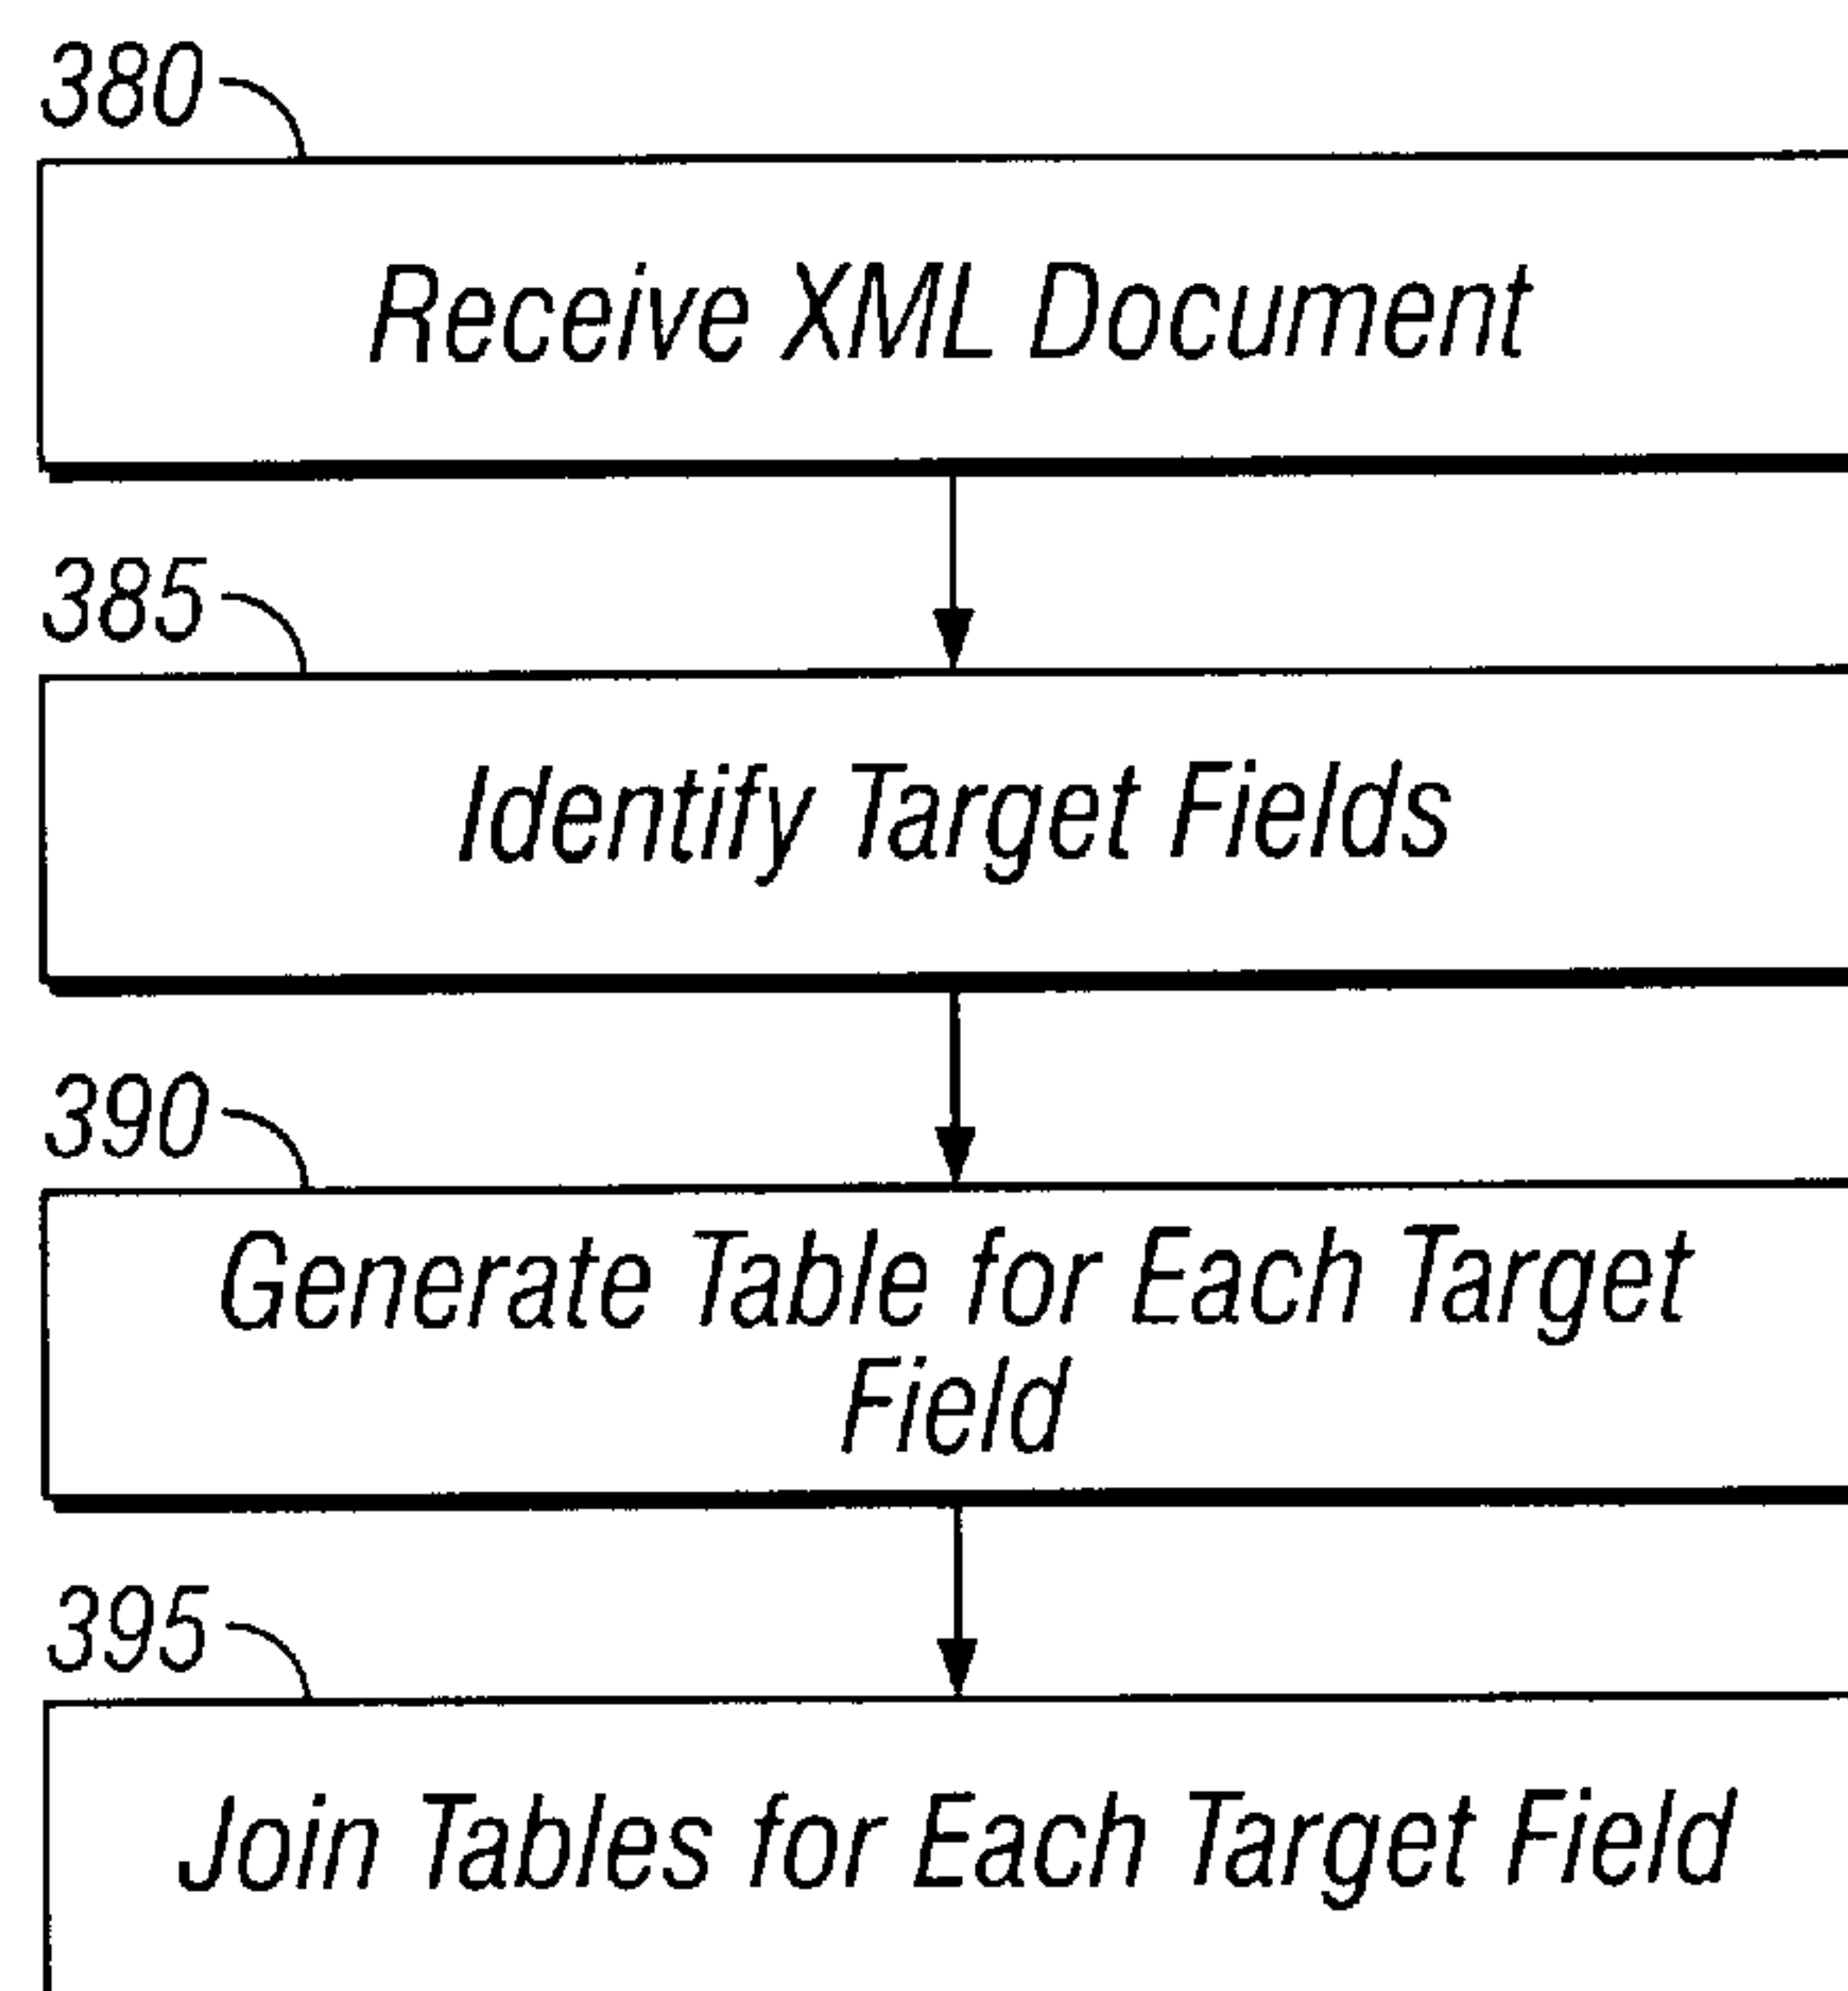 380
Receive XML Document
385
Identify Target Fields
390
Generate Table for Each Target
Field
395
Join Tables for Each Target Field